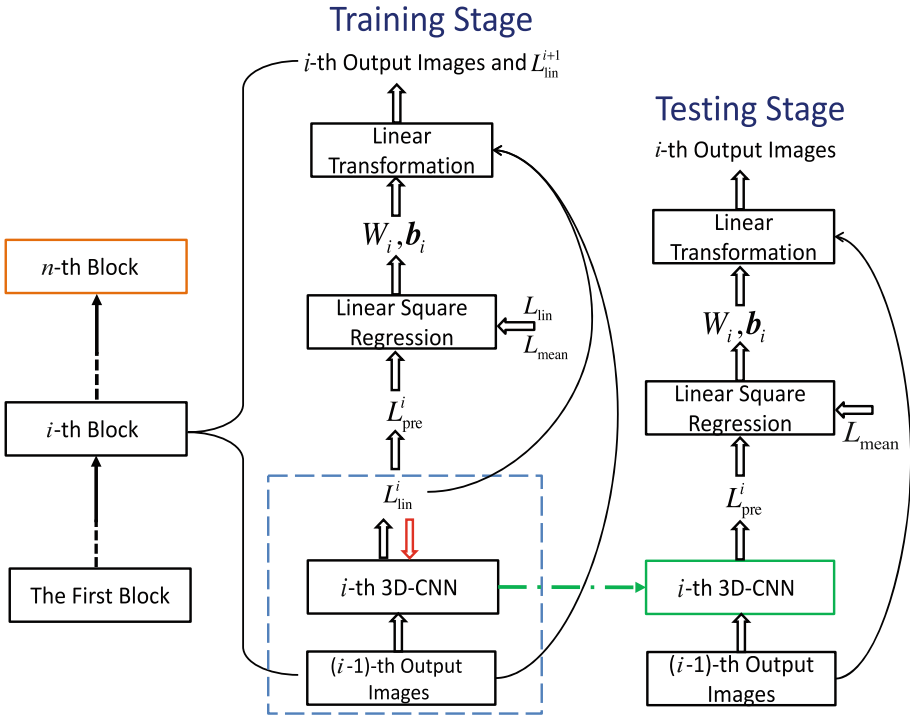 Training Stage
i-th Output Images and L_lin^{i+1}
Linear
Transformation
W_i, b_i
Linear Square
Regression
L_lin
L_mean
L_pre^i
L_lin^i
i-th 3D-CNN
(i-1)-th Output
Images
n-th Block
i-th Block
The First Block
Testing Stage
i-th Output Images
Linear
Transformation
W_i, b_i
Linear Square
Regression
L_mean
L_pre^i
i-th 3D-CNN
(i-1)-th Output
Images